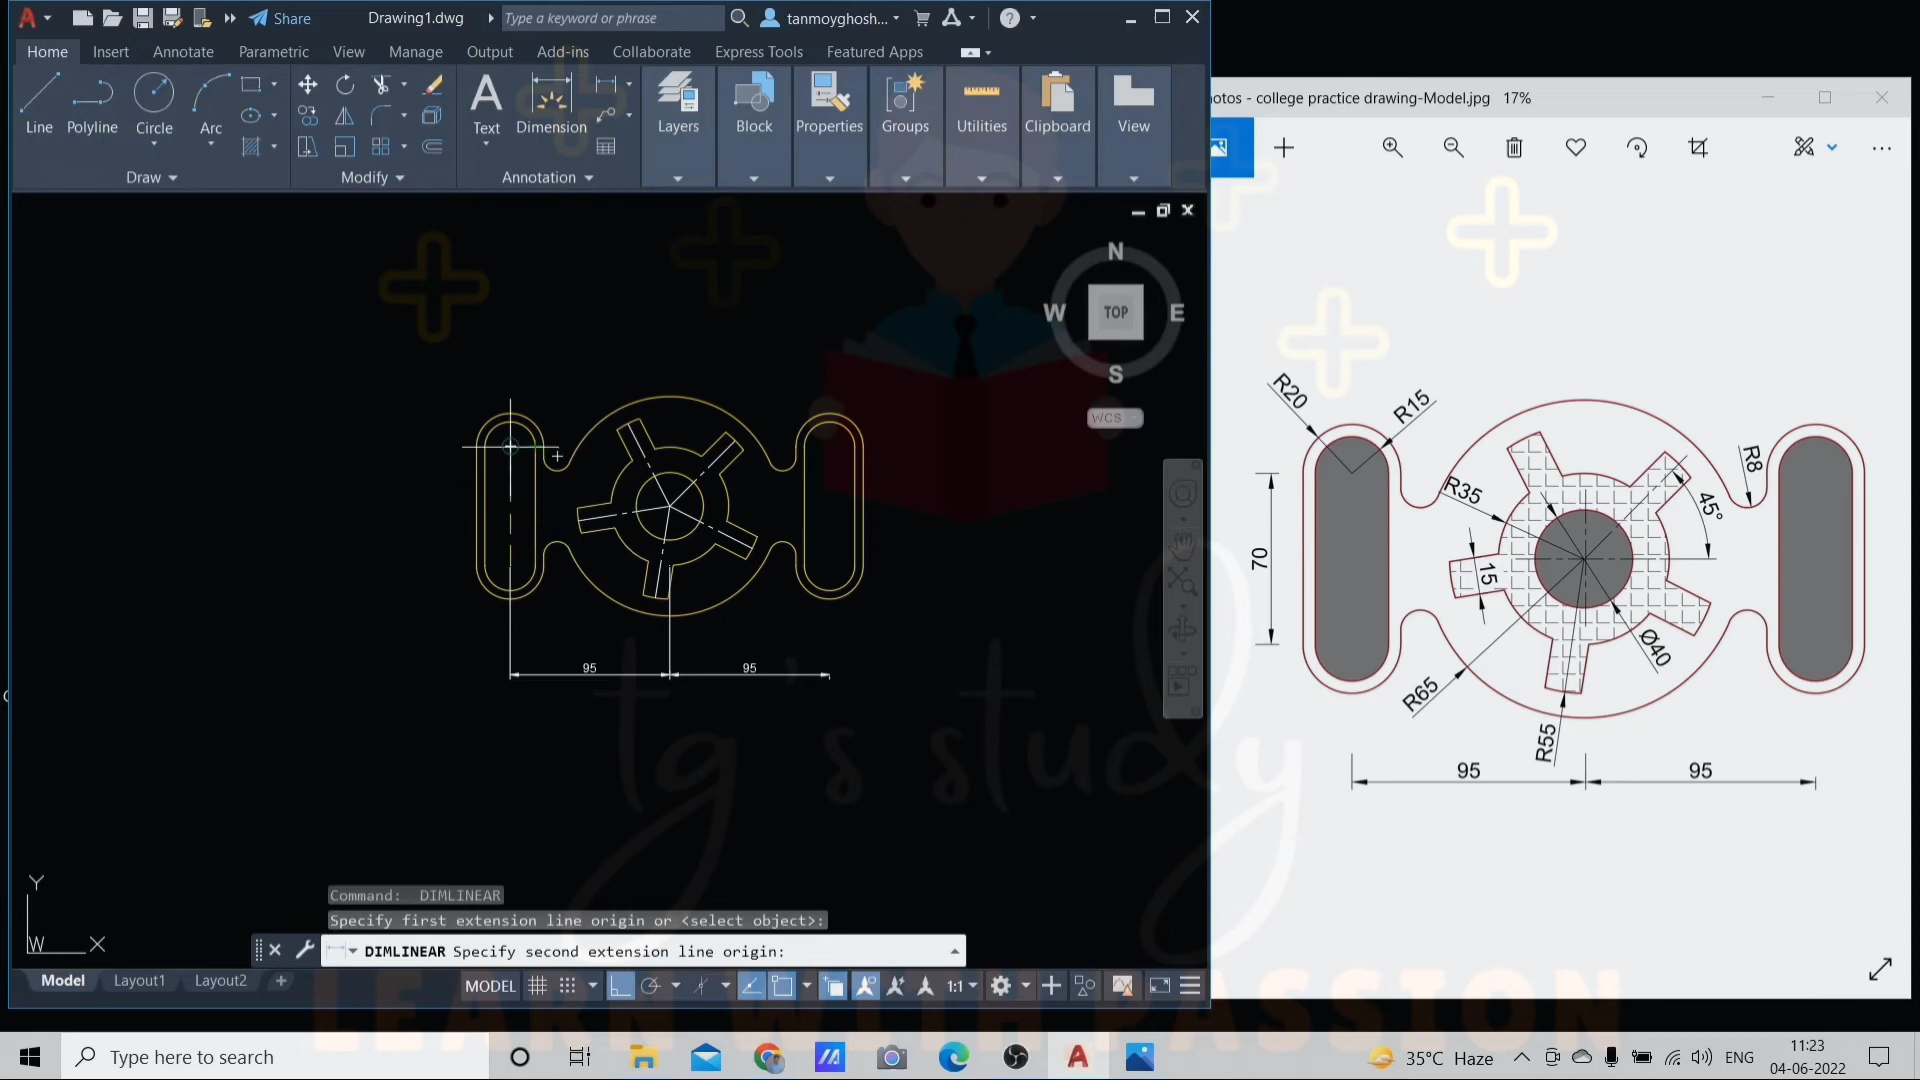 Share
Drawing1.dwg
Type a keyword or phrase
tanmoyghosh...
Home Insert Annotate Parametric View Manage Output Add-ins Collaborate Express Tools Featured Apps
Line Polyline Circle Arc
Text Dimension
Layers Block Properties Groups Utilities Clipboard View
Draw Modify Annotation
otos - college practice drawing-Model.jpg 17%
N
W TOP E
S
WCS
95 95
R20 R15
R8
R35
45°
70
15
Ø40
R65
R55
95 95
tg's study
Y
W X
Command: DIMLINEAR
Specify first extension line origin or <select object>:
DIMLINEAR Specify second extension line origin:
Model Layout1 Layout2
MODEL 1:1
LEARN WITH PASSION
Type here to search
35°C Haze
ENG
11:23
04-06-2022